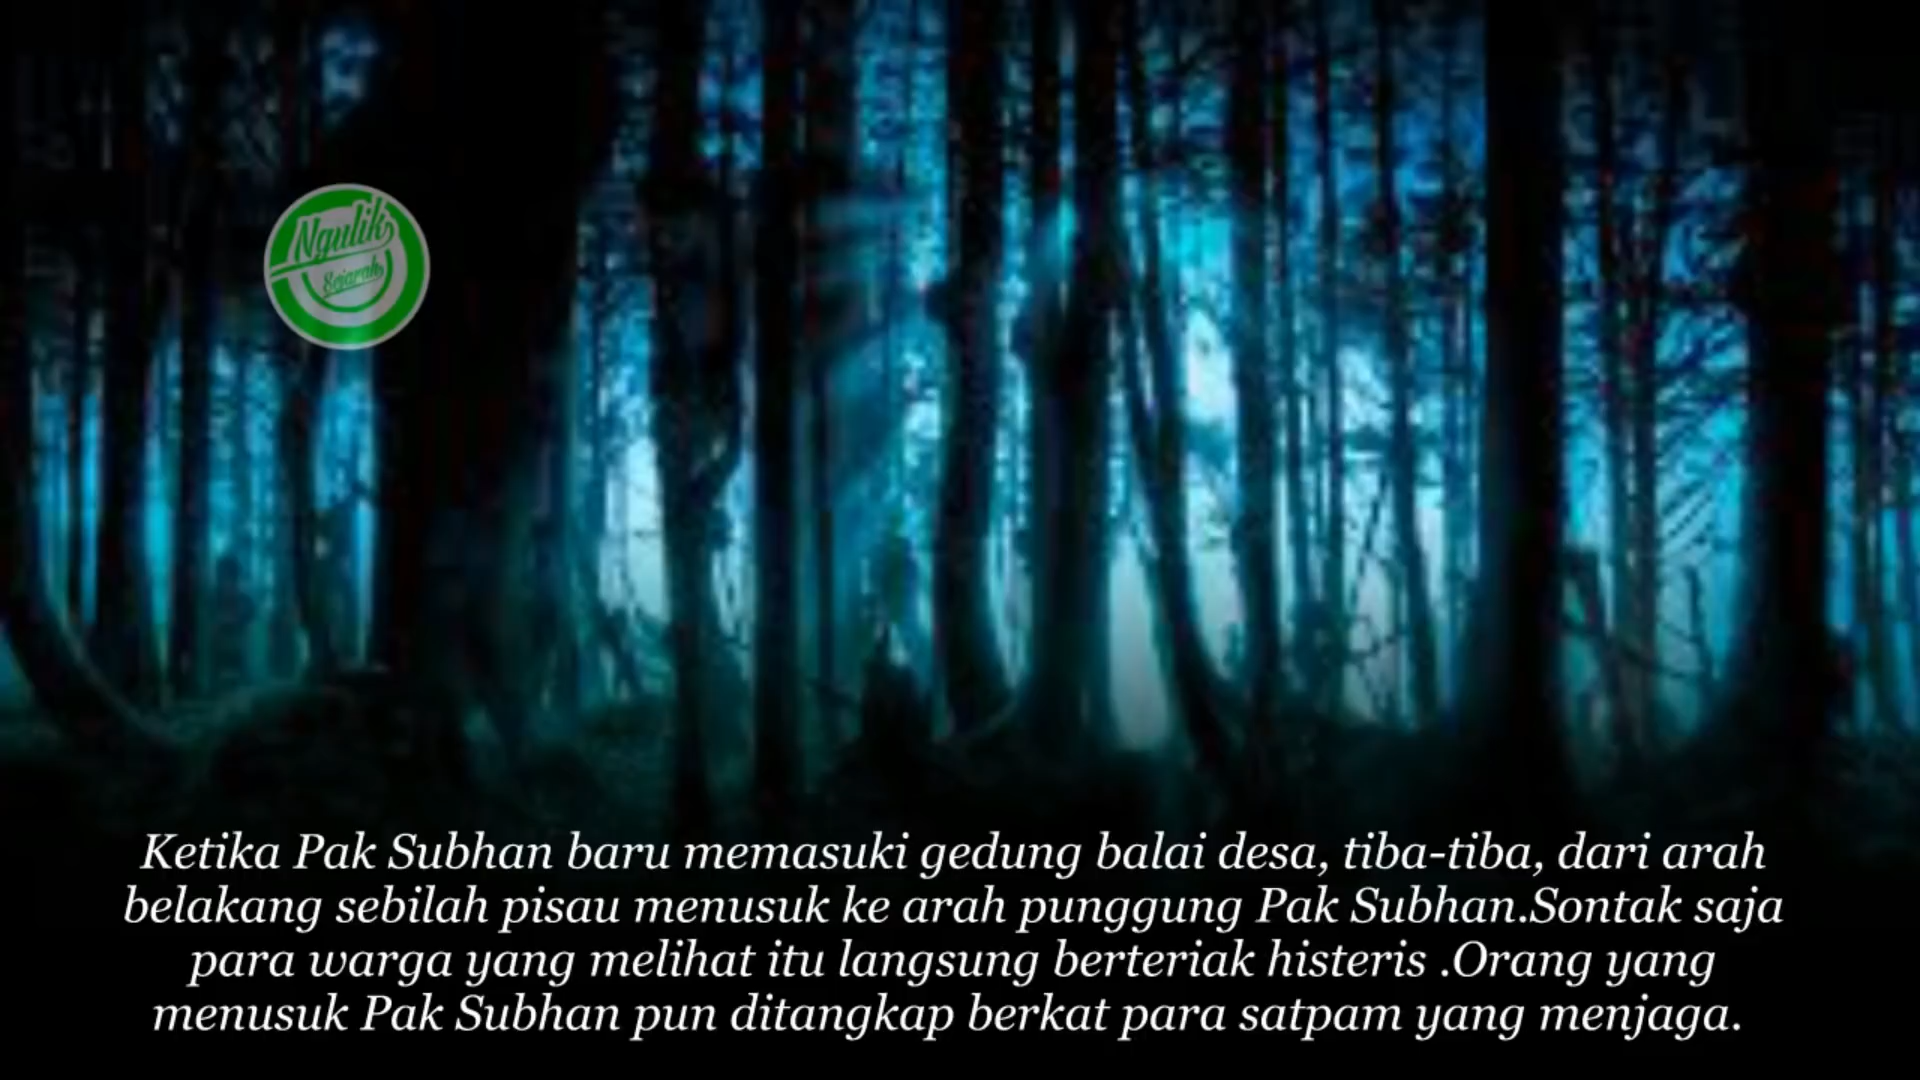 Ngulik
Sejarah
Ketika Pak Subhan baru memasuki gedung balai desa, tiba-tiba, dari arah
belakang sebilah pisau menusuk ke arah punggung Pak Subhan.Sontak saja
para warga yang melihat itu langsung berteriak histeris .Orang yang
menusuk Pak Subhan pun ditangkap berkat para satpam yang menjaga.